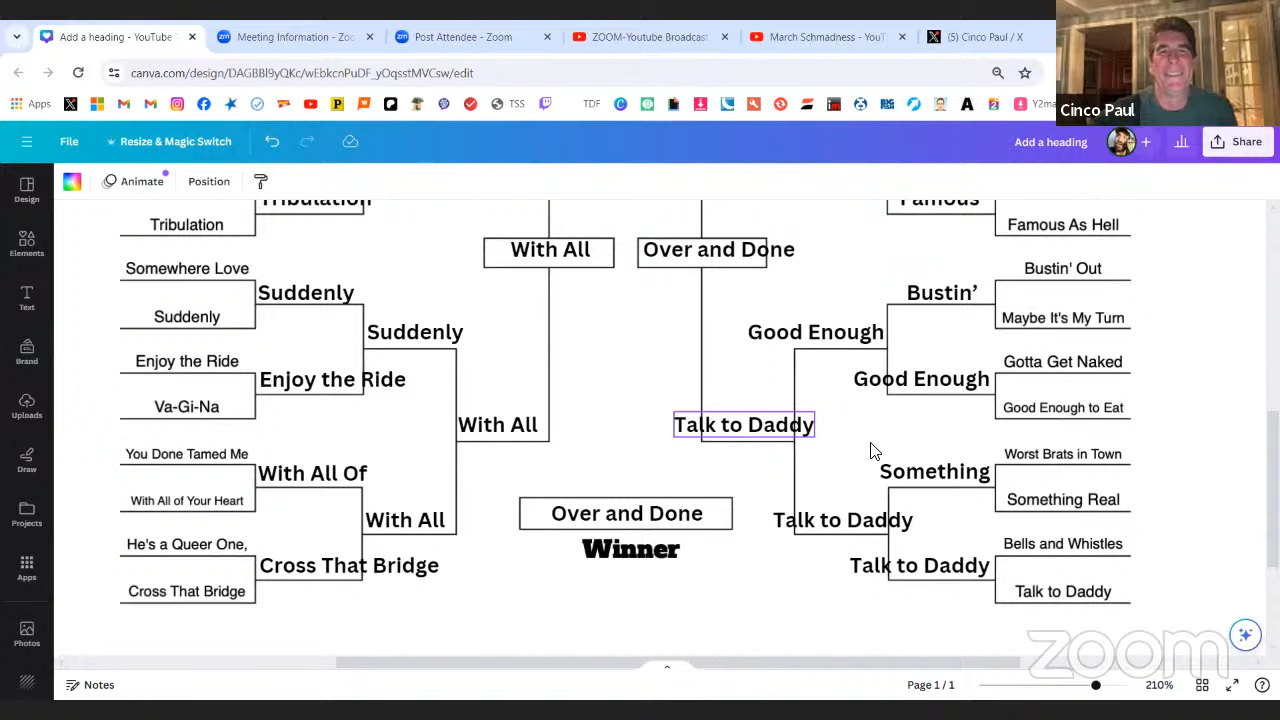 Add a heading - YouTube T
Meeting Information - Zoo
Post Attendee - Zoom
ZOOM-Youtube Broadcast
March Schmadness - YouT
(5) Cinco Paul / X
canva.com/design/DAGBBl9yQKc/wEbkcnPuDF_yOqsstMVCsw/edit
Apps
TSS
TDF
Y2ma
Cinco Paul
File
Resize & Magic Switch
Add a heading
Share
Animate
Position
Design
Elements
Text
Brand
Uploads
Draw
Projects
Apps
Photos
Tribulation
Tribulation
Somewhere Love
Suddenly
Suddenly
Suddenly
Enjoy the Ride
Enjoy the Ride
Va-Gi-Na
With All
With All
You Done Tamed Me
With All Of
With All of Your Heart
With All
He's a Queer One,
Cross That Bridge
Cross That Bridge
Over and Done
Winner
Over and Done
Famous
Famous As Hell
Bustin' Out
Bustin’
Maybe It's My Turn
Good Enough
Gotta Get Naked
Good Enough
Good Enough to Eat
Talk to Daddy
Worst Brats in Town
Something
Something Real
Talk to Daddy
Bells and Whistles
Talk to Daddy
Talk to Daddy
zoom
Notes
Page 1 / 1
210%